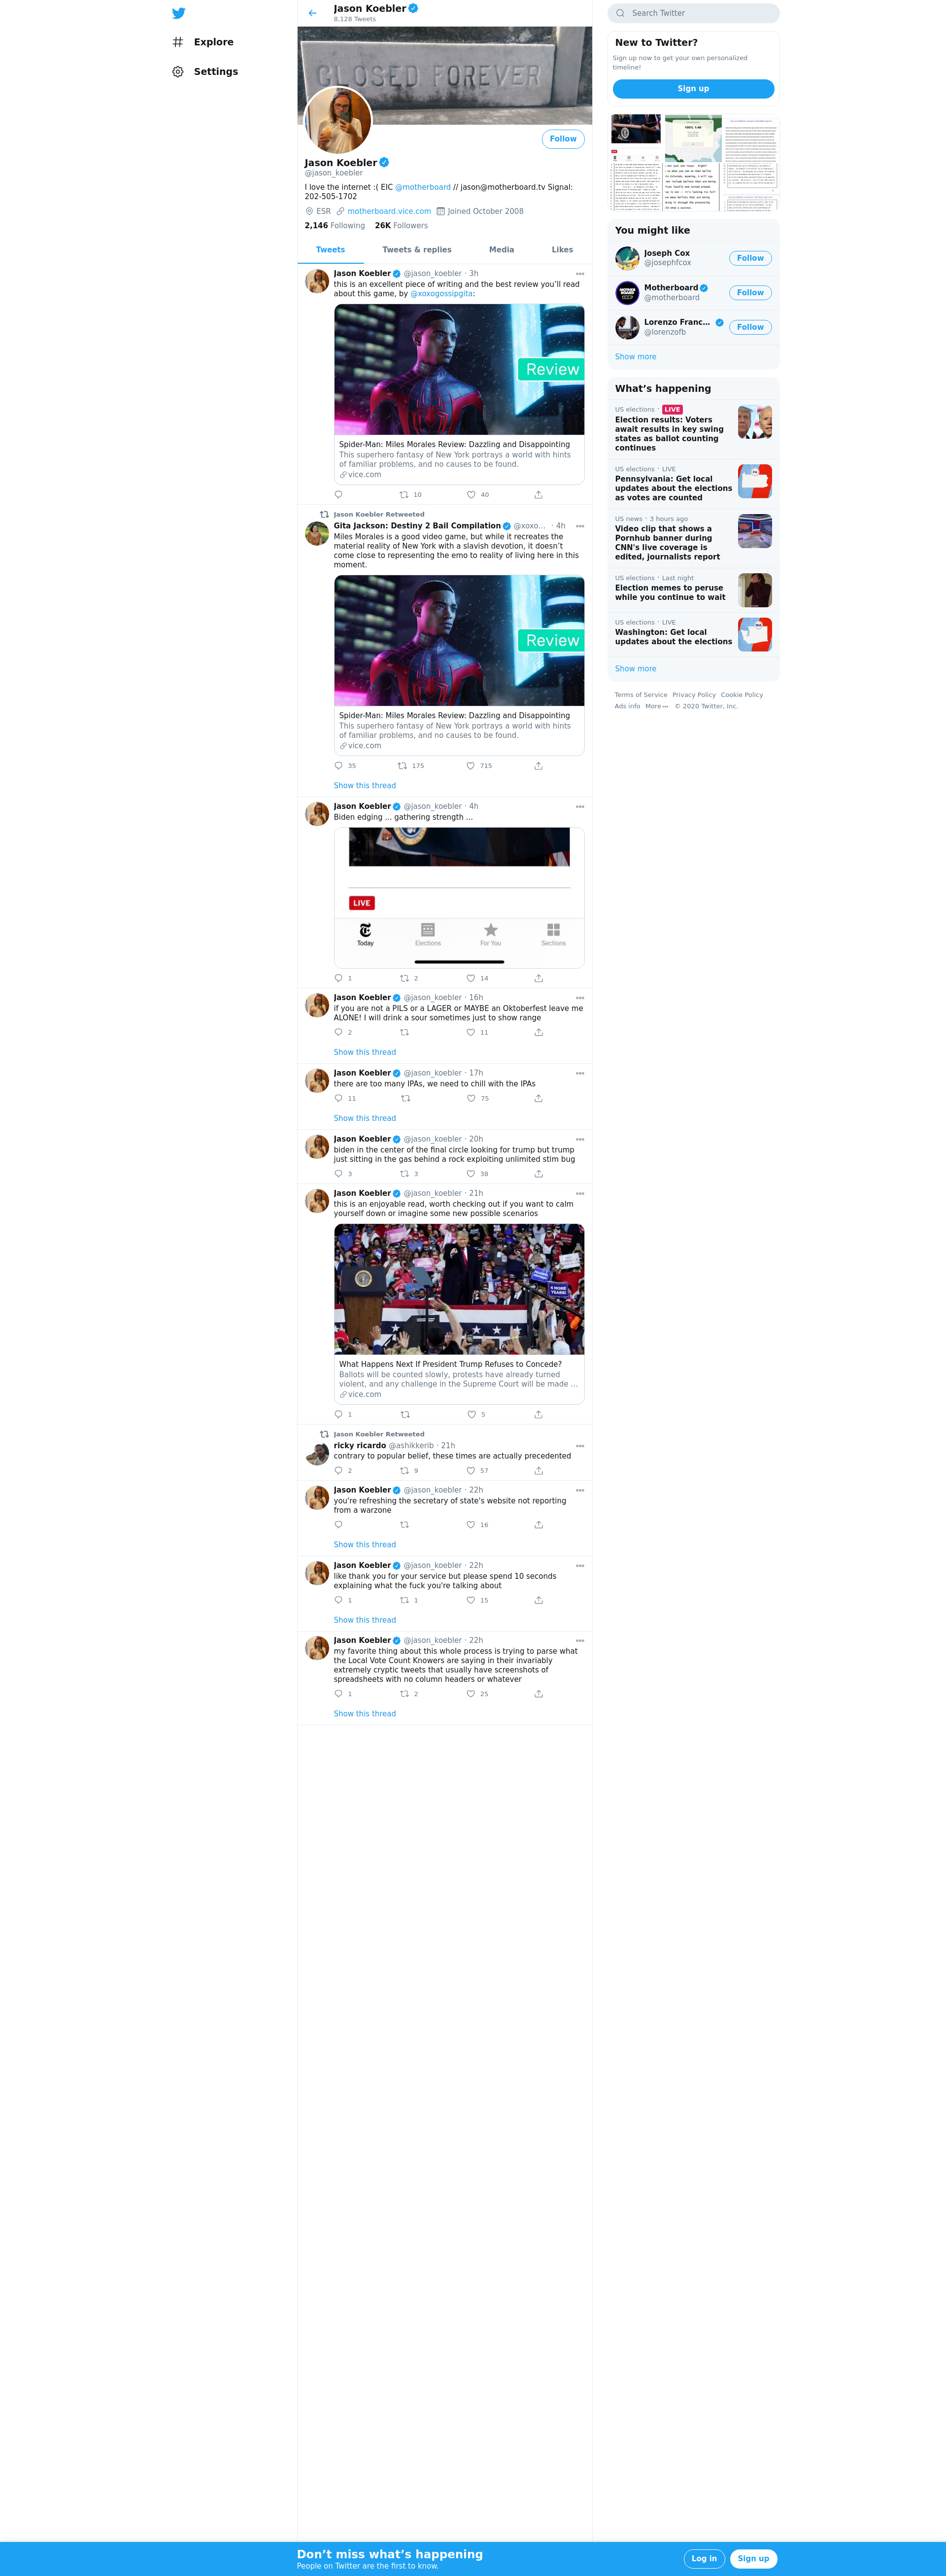 Explore
Settings
Jason Koebler
8,128 Tweets
CLOSED FOREVER
Follow
Jason Koebler
@jason_koebler
I love the internet :( EIC @motherboard // jason@motherboard.tv Signal:
202-505-1702
ESR motherboard.vice.com Joined October 2008
2,146 Following 26K Followers
Tweets Tweets & replies Media Likes
Jason Koebler @jason_koebler · 3h
this is an excellent piece of writing and the best review you'll read
about this game, by @xoxogossipgita:
Review
Spider-Man: Miles Morales Review: Dazzling and Disappointing
This superhero fantasy of New York portrays a world with hints
of familiar problems, and no causes to be found.
vice.com
10 40
Jason Koebler Retweeted
Gita Jackson: Destiny 2 Bail Compilation @xoxo... · 4h
Miles Morales is a good video game, but while it recreates the
material reality of New York with a slavish devotion, it doesn't
come close to representing the emo to reality of living here in this
moment.
Review
Spider-Man: Miles Morales Review: Dazzling and Disappointing
This superhero fantasy of New York portrays a world with hints
of familiar problems, and no causes to be found.
vice.com
35 175 715
Show this thread
Jason Koebler @jason_koebler · 4h
Biden edging ... gathering strength ...
LIVE
Today Elections For You Sections
1 2 14
Jason Koebler @jason_koebler · 16h
if you are not a PILS or a LAGER or MAYBE an Oktoberfest leave me
ALONE! I will drink a sour sometimes just to show range
2 11
Show this thread
Jason Koebler @jason_koebler · 17h
there are too many IPAs, we need to chill with the IPAs
11 75
Show this thread
Jason Koebler @jason_koebler · 20h
biden in the center of the final circle looking for trump but trump
just sitting in the gas behind a rock exploiting unlimited stim bug
3 3 38
Jason Koebler @jason_koebler · 21h
this is an enjoyable read, worth checking out if you want to calm
yourself down or imagine some new possible scenarios
4 MORE
YEARS!
What Happens Next If President Trump Refuses to Concede?
Ballots will be counted slowly, protests have already turned
violent, and any challenge in the Supreme Court will be made ...
vice.com
1 5
Jason Koebler Retweeted
ricky ricardo @ashikkerib · 21h
contrary to popular belief, these times are actually precedented
2 9 57
Jason Koebler @jason_koebler · 22h
you're refreshing the secretary of state's website not reporting
from a warzone
16
Show this thread
Jason Koebler @jason_koebler · 22h
like thank you for your service but please spend 10 seconds
explaining what the fuck you're talking about
1 1 15
Show this thread
Jason Koebler @jason_koebler · 22h
my favorite thing about this whole process is trying to parse what
the Local Vote Count Knowers are saying in their invariably
extremely cryptic tweets that usually have screenshots of
spreadsheets with no column headers or whatever
1 2 25
Show this thread
Search Twitter
New to Twitter?
Sign up now to get your own personalized
timeline!
Sign up
You might like
Joseph Cox
@josephfcox
Follow
Motherboard
@motherboard
Follow
Lorenzo Franc...
@lorenzofb
Follow
Show more
What's happening
US elections · LIVE
Election results: Voters
await results in key swing
states as ballot counting
continues
US elections · LIVE
Pennsylvania: Get local
updates about the elections
as votes are counted
US news · 3 hours ago
Video clip that shows a
Pornhub banner during
CNN's live coverage is
edited, journalists report
US elections · Last night
Election memes to peruse
while you continue to wait
US elections · LIVE
Washington: Get local
updates about the elections
Show more
Terms of Service Privacy Policy Cookie Policy
Ads info More ••• © 2020 Twitter, Inc.
Don't miss what's happening
People on Twitter are the first to know.
Log in
Sign up